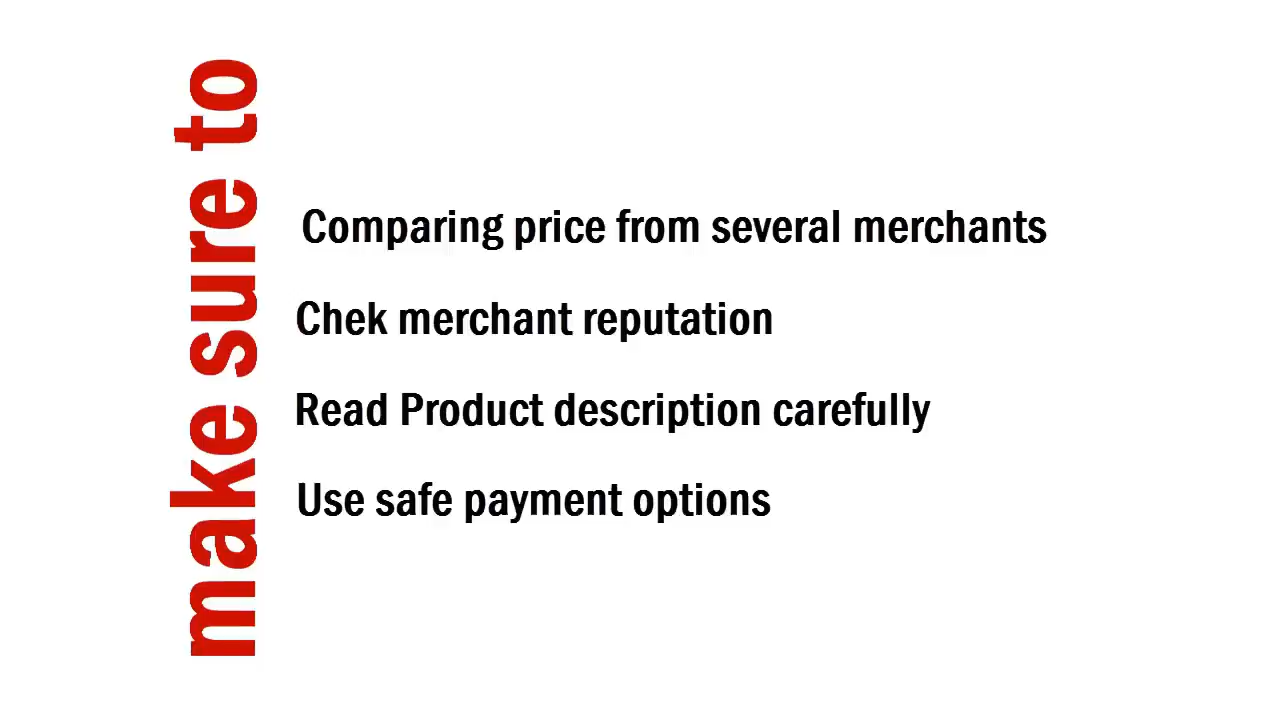 make sure to
Comparing price from several merchants
Chek merchant reputation
Read Product description carefully
Use safe payment options